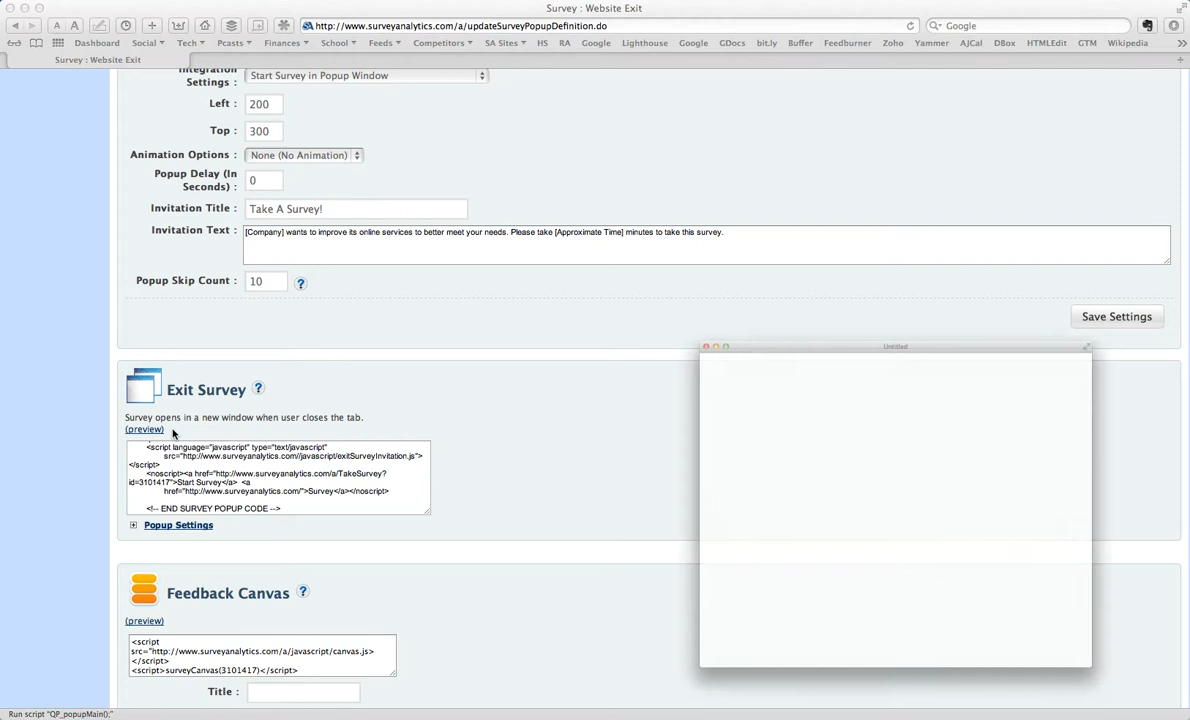 Survey : Website Exit
A A
http://www.surveyanalytics.com/a/updateSurveyPopupDefinition.do
Google
Dashboard Social Tech Pcasts Finances School Feeds Competitors SA Sites HS RA Google Lighthouse Google GDocs bit.ly Buffer Feedburner Zoho Yammer AJCal DBox HTMLEdit GTM Wikipedia
Survey : Website Exit
Integration Settings : Start Survey in Popup Window
Left : 200
Top : 300
Animation Options : None (No Animation)
Popup Delay (In Seconds) : 0
Invitation Title : Take A Survey!
Invitation Text : [Company] wants to improve its online services to better meet your needs. Please take [Approximate Time] minutes to take this survey.
Popup Skip Count : 10 ?
Save Settings
Untitled
Exit Survey ?
Survey opens in a new window when user closes the tab.
(preview)
<script language="javascript" type="text/javascript"
src="http://www.surveyanalytics.com//javascript/exitSurveyInvitation.js">
</script>
<noscript><a href="http://www.surveyanalytics.com/a/TakeSurvey?
id=3101417">Start Survey</a> <a
href="http://www.surveyanalytics.com/">Survey</a></noscript>
<!-- END SURVEY POPUP CODE -->
Popup Settings
Feedback Canvas ?
(preview)
<script
src="http://www.surveyanalytics.com/a/javascript/canvas.js>
</script>
<script>surveyCanvas(3101417)</script>
Title :
Run script "QP_popupMain();"